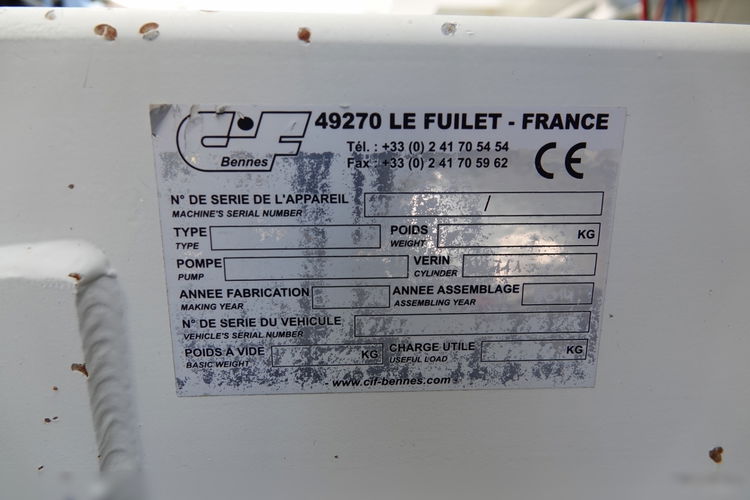 CiF Bennes
49270 LE FUILET - FRANCE
Tél. : +33 (0) 2 41 70 54 54
Fax : +33 (0) 2 41 70 59 62
CE
N° DE SERIE DE L'APPAREIL /
MACHINE'S SERIAL NUMBER
TYPE POIDS KG
TYPE WEIGHT
POMPE VERIN
PUMP CYLINDER
ANNEE FABRICATION ANNEE ASSEMBLAGE
MAKING YEAR ASSEMBLING YEAR
N° DE SERIE DU VEHICULE
VEHICLE'S SERIAL NUMBER
POIDS A VIDE KG CHARGE UTILE KG
BASIC WEIGHT USEFUL LOAD
www.cif-bennes.com